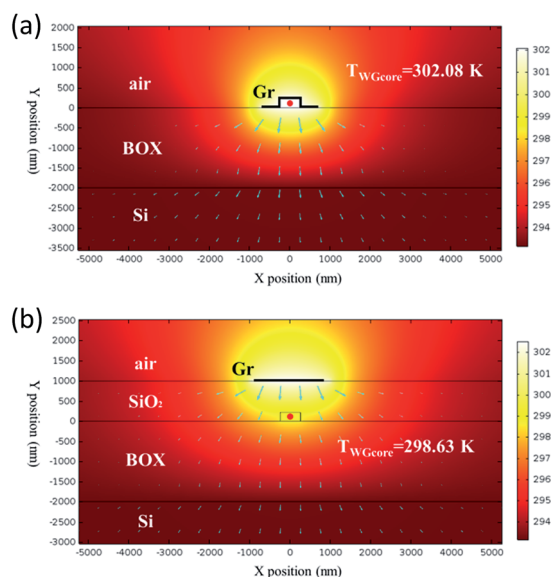 (a)
2000
1500
1000
500
0
-500
-1000
-1500
-2000
-2500
-3000
-3500
Y position (nm)
air
Gr
T_WGcore=302.08 K
BOX
Si
-5000 -4000 -3000 -2000 -1000 0 1000 2000 3000 4000 5000
X position (nm)
302
301
300
299
298
297
296
295
294
(b)
2500
2000
1500
1000
500
0
-500
-1000
-1500
-2000
-2500
-3000
Y position (nm)
air
Gr
SiO₂
BOX
T_WGcore=298.63 K
Si
-5000 -4000 -3000 -2000 -1000 0 1000 2000 3000 4000 5000
X position (nm)
302
301
300
299
298
297
296
295
294